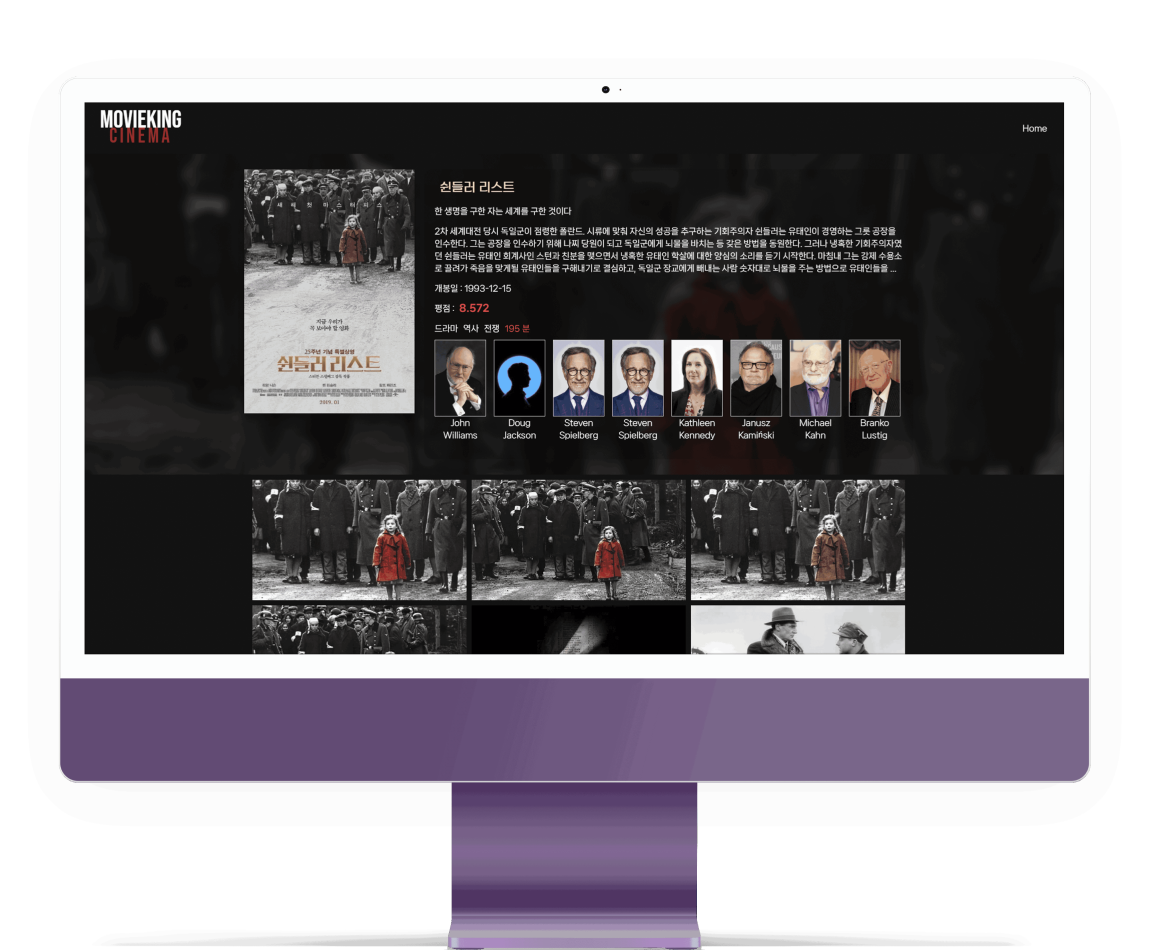 MOVIEKING
CINEMA
Home
세 번 첫 미 스 터 리 스
지금 우리가
꼭 보아야 할 영화
25주년 기념 특별상영
쉰들러 리스트
2019. 01
쉰들러 리스트
한 생명을 구한 자는 세계를 구한 것이다
2차 세계대전 당시 독일군이 점령한 폴란드. 시류에 맞춰 자신의 성공을 추구하는 기회주의자 쉰들러는 유태인이 경영하는 그릇 공장을
인수한다. 그는 공장을 인수하기 위해 나찌 당원이 되고 독일군에게 뇌물을 바치는 등 갖은 방법을 동원한다. 그러나 냉혹한 기회주의자였
던 쉰들러는 유태인 회계사인 스턴과 친분을 맺으면서 냉혹한 유태인 학살에 대한 양심의 소리를 듣기 시작한다. 마침내 그는 강제 수용소
로 끌려가 죽음을 맞게될 유태인들을 구해내기로 결심하고, 독일군 장교에게 빼내는 사람 숫자대로 뇌물을 주는 방법으로 유태인들을 ...
개봉일 : 1993-12-15
평점 : 8.572
드라마 역사 전쟁 195 분
John Williams
Doug Jackson
Steven Spielberg
Steven Spielberg
Kathleen Kennedy
Janusz Kamiński
Michael Kahn
Branko Lustig